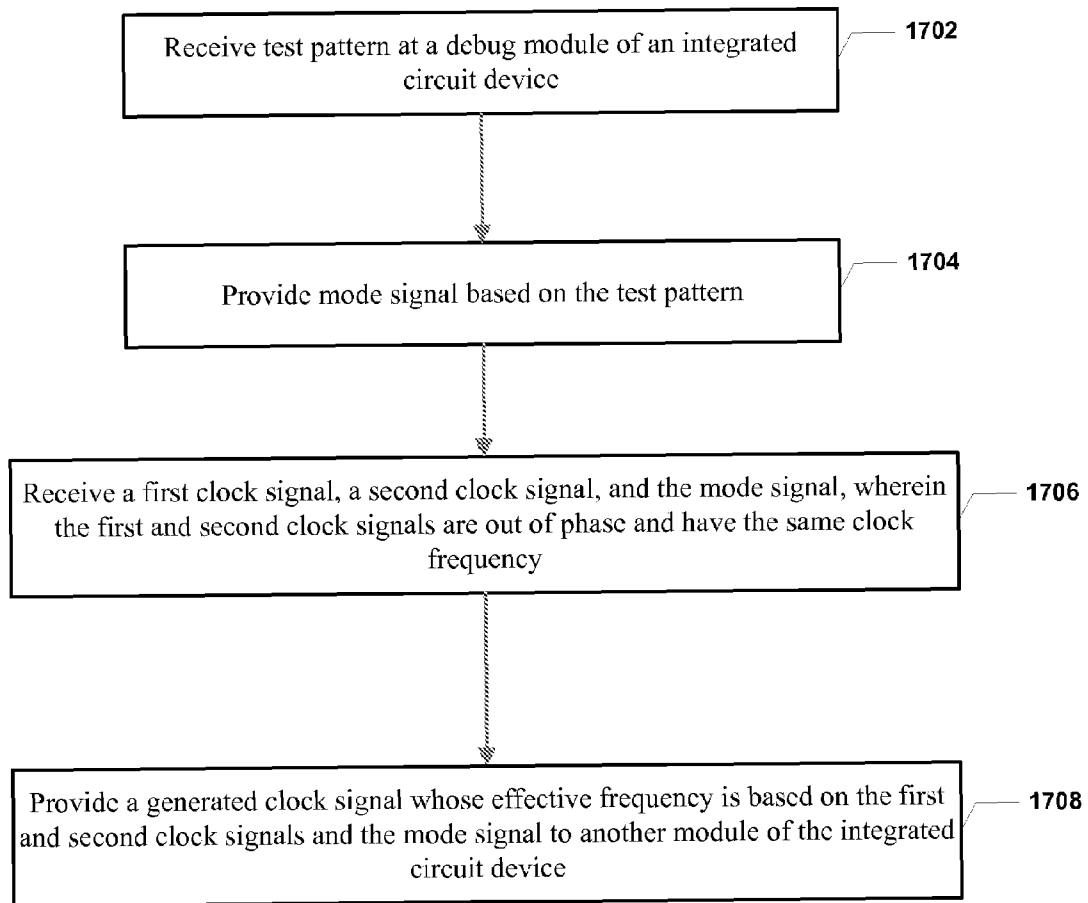 Receive test pattern at a debug module of an integrated
circuit device
1702
Provide mode signal based on the test pattern
1704
Receive a first clock signal, a second clock signal, and the mode signal, wherein
the first and second clock signals are out of phase and have the same clock
frequency
1706
Provide a generated clock signal whose effective frequency is based on the first
and second clock signals and the mode signal to another module of the integrated
circuit device
1708